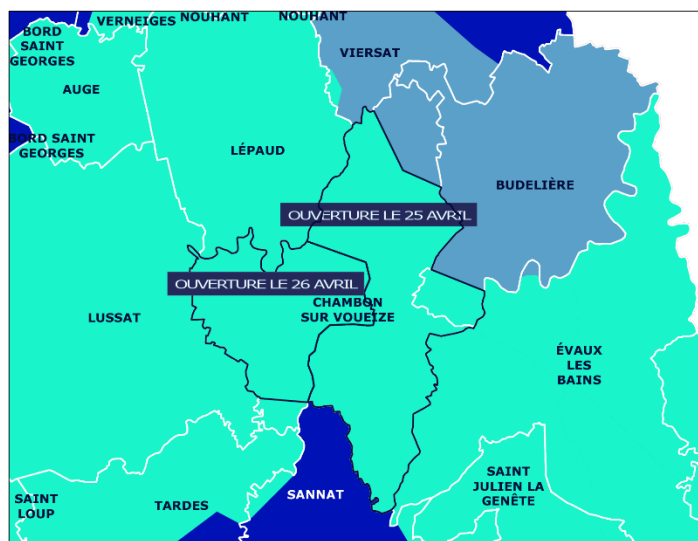 VERNEIGES
NOUHANT
NOUHANT
BORD
SAINT
GEORGES
VIERSAT
AUGE
BORD SAINT
GEORGES
LÉPAUD
BUDELIÈRE
OUVERTURE LE 25 AVRIL
OUVERTURE LE 26 AVRIL
CHAMBON
SUR VOUEIZE
LUSSAT
ÉVAUX
LES
BAINS
SAINT
JULIEN LA
GENÊTE
SANNAT
SAINT
LOUP
TARDES